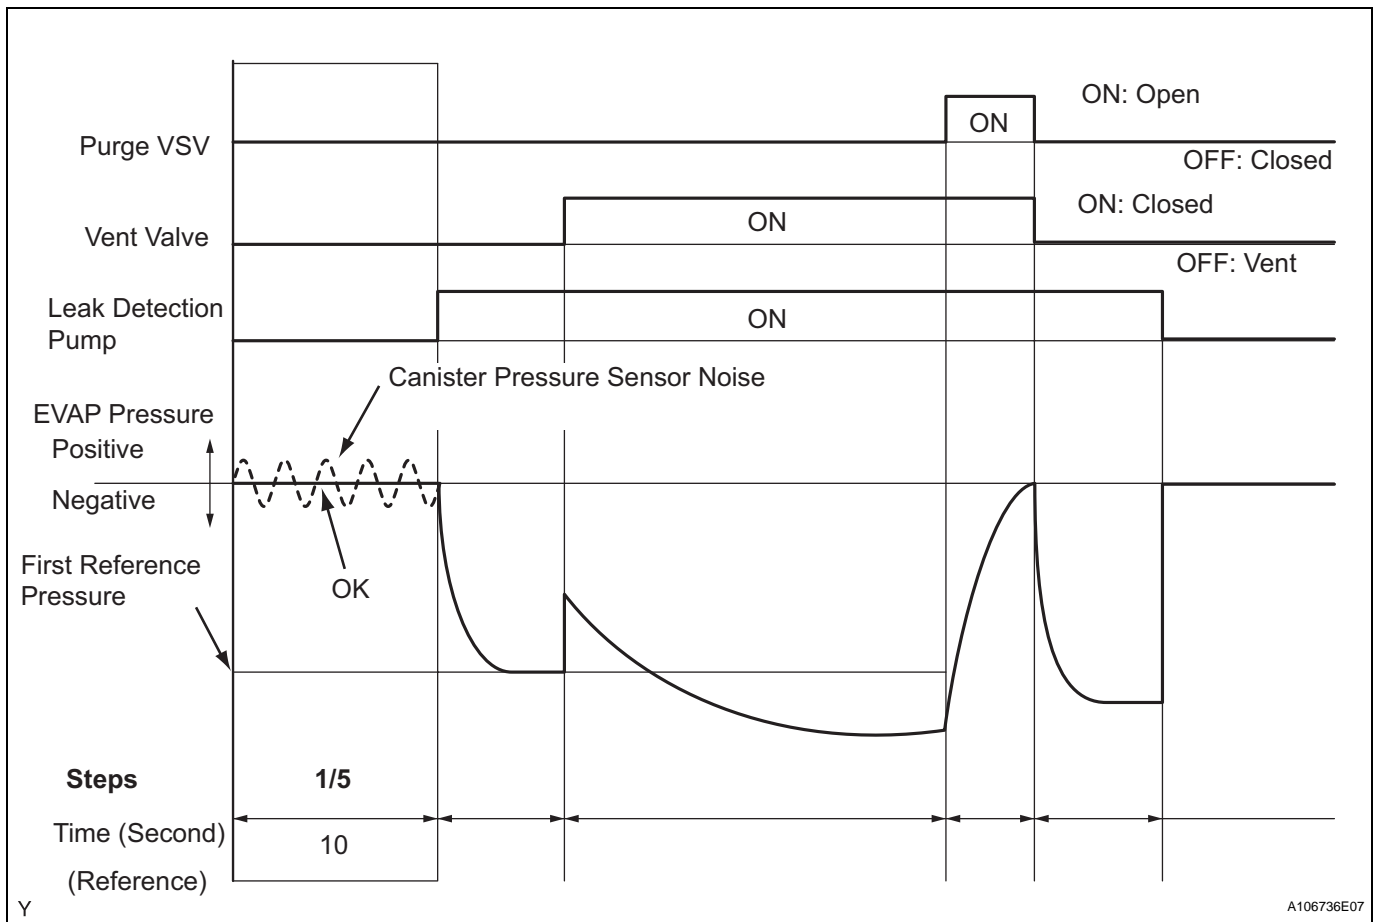 ON: Open
ON
Purge VSV
OFF: Closed
ON: Closed
ON
Vent Valve
OFF: Vent
Leak Detection
Pump
ON
Canister Pressure Sensor Noise
EVAP Pressure
Positive
Negative
First Reference
Pressure
OK
Steps
1/5
Time (Second)
10
(Reference)
Y
A106736E07